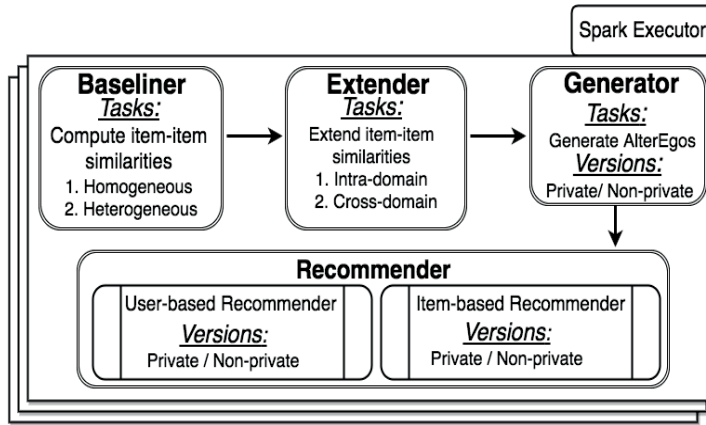 Spark Executor
Baseliner
Tasks:
Compute item-item
similarities
1. Homogeneous
2. Heterogeneous
Extender
Tasks:
Extend item-item
similarities
1. Intra-domain
2. Cross-domain
Generator
Tasks:
Generate AlterEgos
Versions:
Private/ Non-private
Recommender
User-based Recommender
Versions:
Private / Non-private
Item-based Recommender
Versions:
Private / Non-private